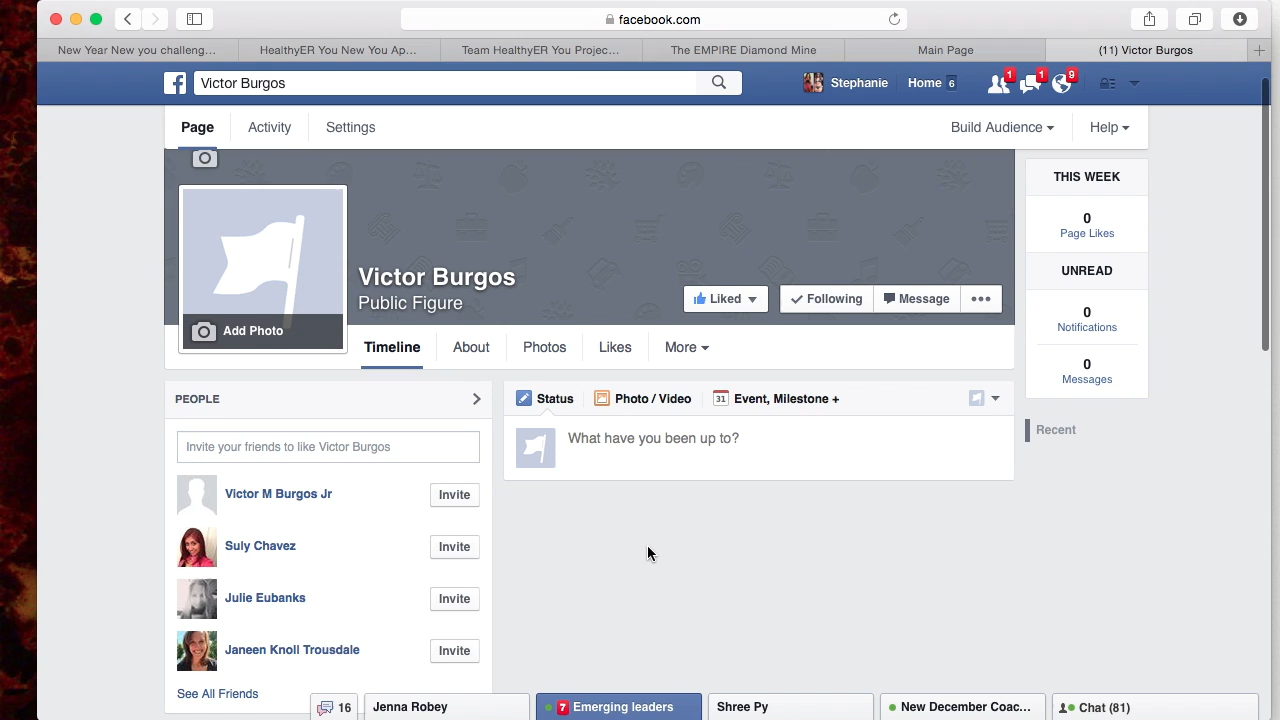 facebook.com
New Year New you challeng...
HealthyER You New You Ap...
Team HealthyER You Projec...
The EMPIRE Diamond Mine
Main Page
(11) Victor Burgos
f
Victor Burgos
Stephanie
Home 6
1
1
9
Page
Activity
Settings
Build Audience
Help
Victor Burgos
Public Figure
Add Photo
Liked
Following
Message
•••
Timeline
About
Photos
Likes
More
THIS WEEK
0
Page Likes
UNREAD
0
Notifications
0
Messages
Recent
PEOPLE
Invite your friends to like Victor Burgos
Victor M Burgos Jr
Invite
Suly Chavez
Invite
Julie Eubanks
Invite
Janeen Knoll Trousdale
Invite
See All Friends
Status
Photo / Video
31 Event, Milestone +
What have you been up to?
16
Jenna Robey
7 Emerging leaders
Shree Py
New December Coac...
Chat (81)